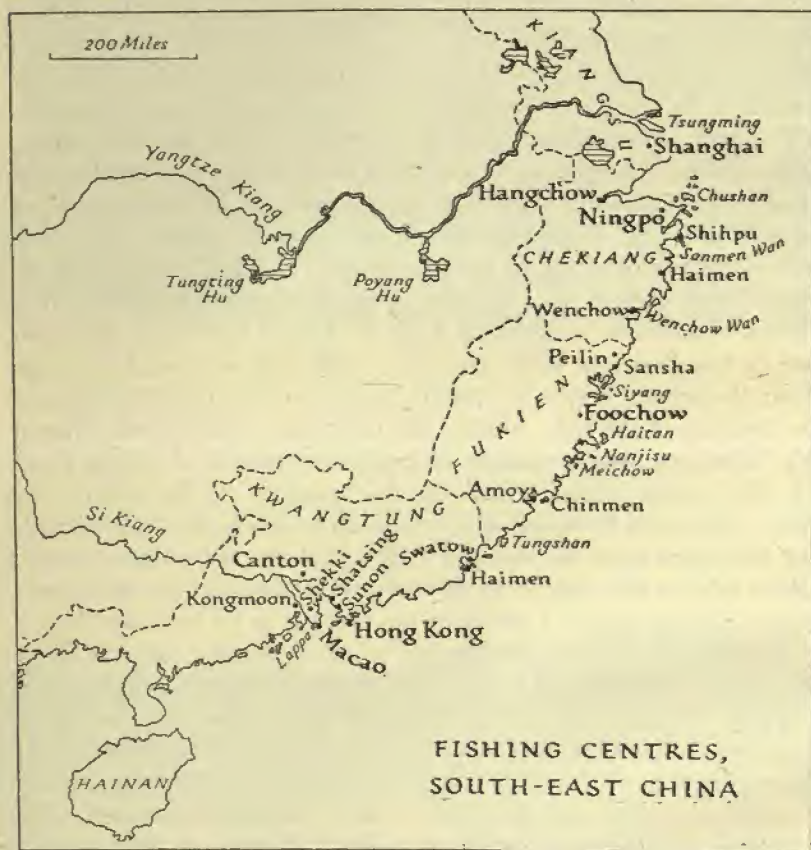 200 Miles
KIANGSU
Tsungming
Shanghai
Yangtze Kiang
Hangchow
Chushan
Ningpo
Shihpu
Sanmen Wan
CHEKIANG
Haimen
Tungting
Hu
Poyang
Hu
Wenchow
Wenchow Wan
Peilin
Sansha
Siyang
FUKIEN
Foochow
Haitan
Nanjisu
Meichow
KWANGTUNG
Amoy
Chinmen
Si Kiang
Tungshan
Canton
Shekki
Shatsing
Sunon
Swatow
Haimen
Kongmoon
Hong Kong
Lappa
Macao
HAINAN
FISHING CENTRES,
SOUTH-EAST CHINA